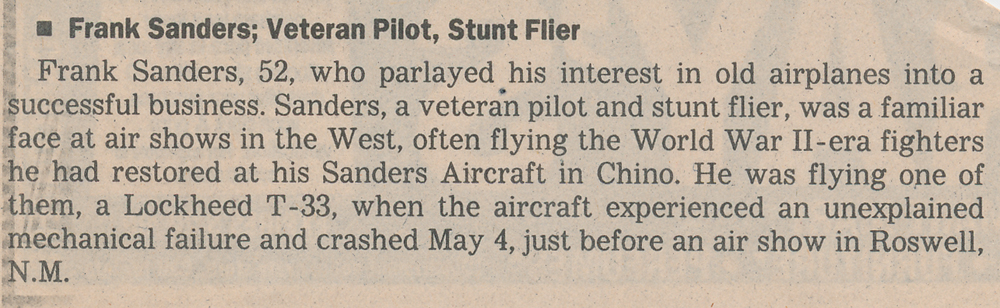 ■ Frank Sanders; Veteran Pilot, Stunt Flier
Frank Sanders, 52, who parlayed his interest in old airplanes into a
successful business. Sanders, a veteran pilot and stunt flier, was a familiar
face at air shows in the West, often flying the World War II-era fighters
he had restored at his Sanders Aircraft in Chino. He was flying one of
them, a Lockheed T-33, when the aircraft experienced an unexplained
mechanical failure and crashed May 4, just before an air show in Roswell,
N.M.